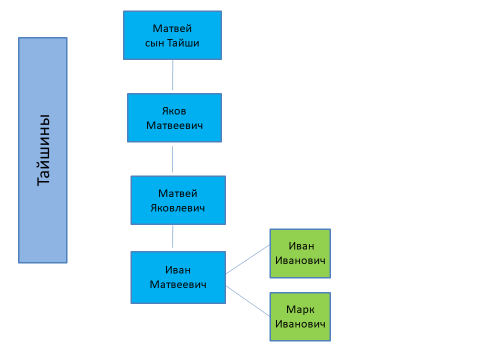 Тайшины
Матвей
сын Тайши
Яков
Матвеевич
Матвей
Яковлевич
Иван
Матвеевич
Иван
Иванович
Марк
Иванович